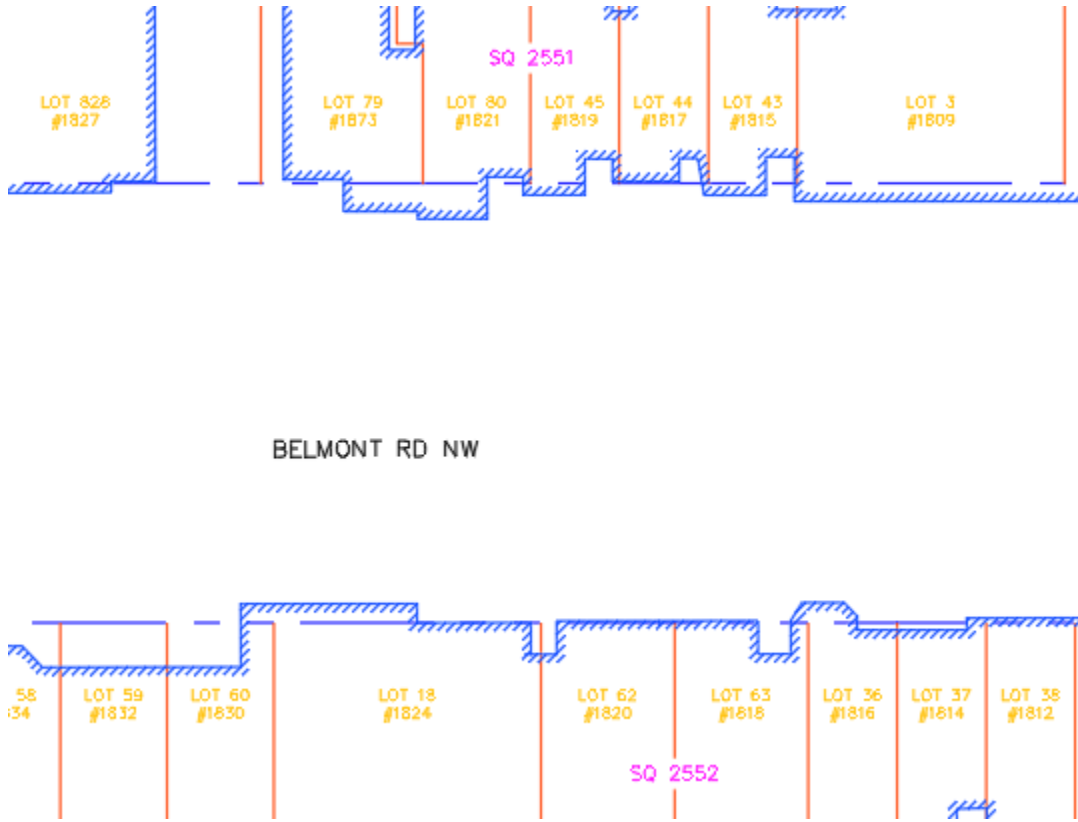 SQ 2551
LOT 828
#1827
LOT 79
#1873
LOT 80
#1821
LOT 45
#1819
LOT 44
#1817
LOT 43
#1815
LOT 3
#1809
BELMONT RD NW
58
34
LOT 59
#1832
LOT 60
#1830
LOT 18
#1824
LOT 62
#1820
LOT 63
#1818
LOT 36
#1816
LOT 37
#1814
LOT 38
#1812
SQ 2552